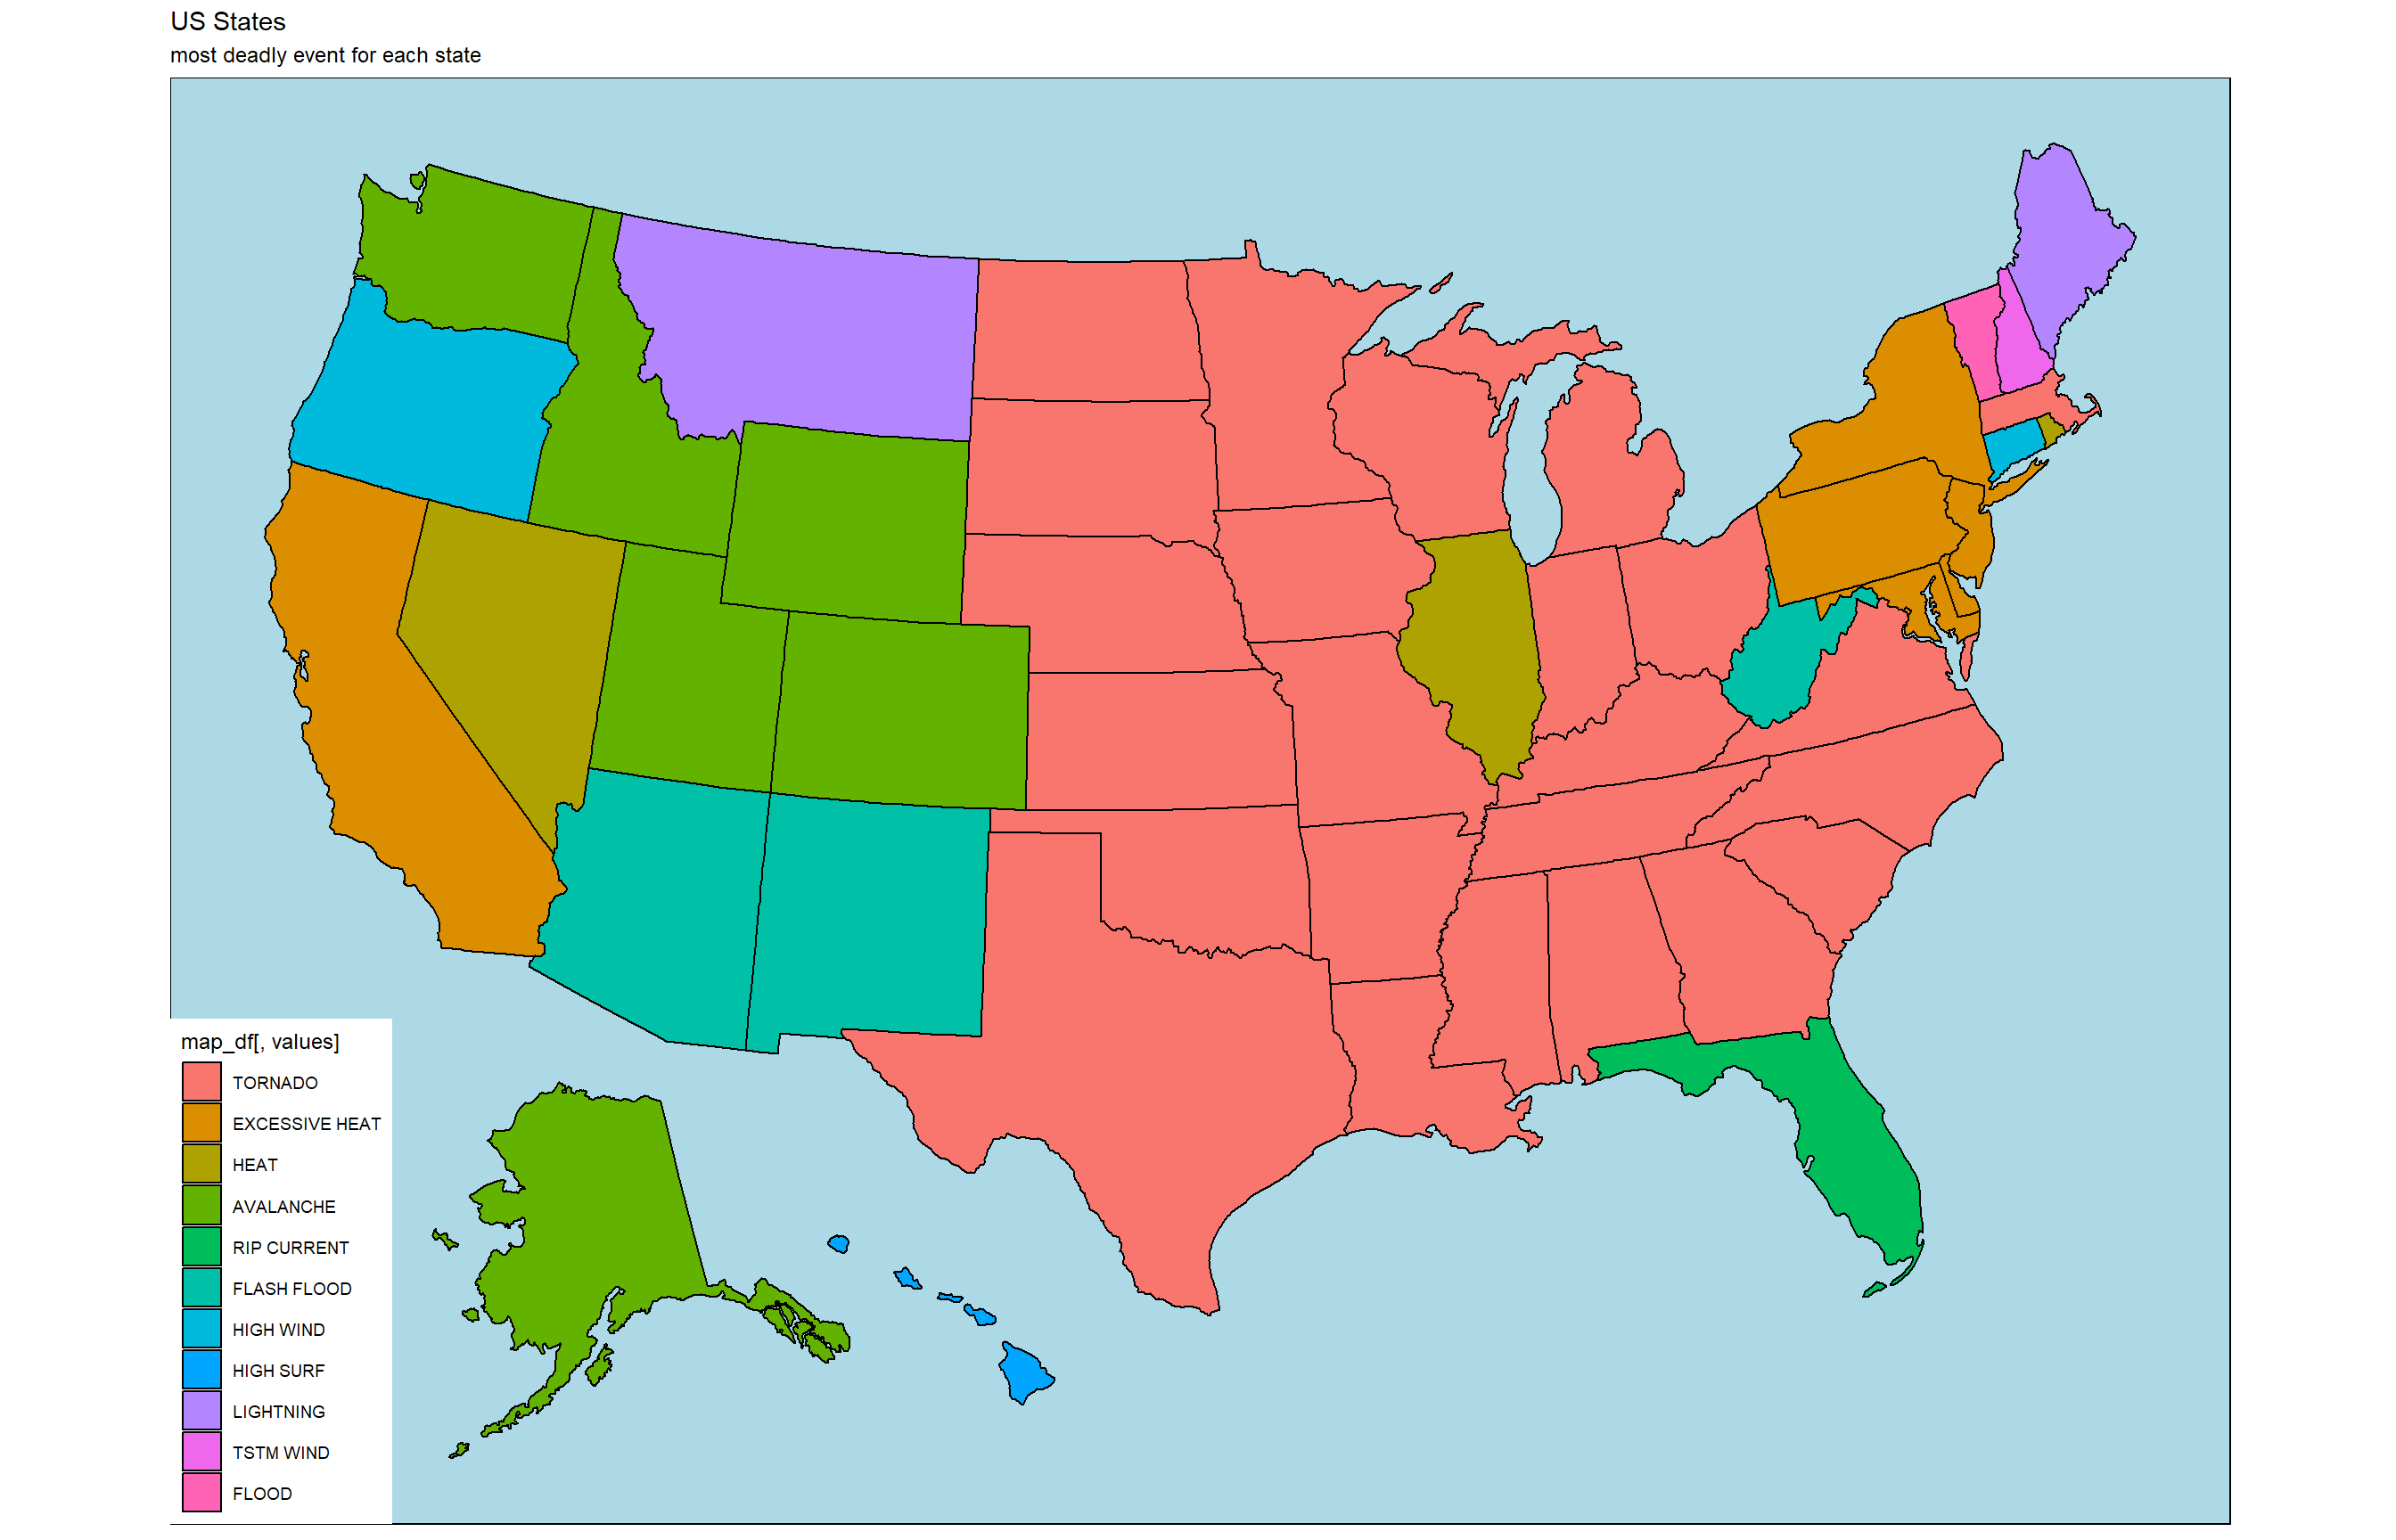 US States
most deadly event for each state
map_df[, values]
TORNADO
EXCESSIVE HEAT
HEAT
AVALANCHE
RIP CURRENT
FLASH FLOOD
HIGH WIND
HIGH SURF
LIGHTNING
TSTM WIND
FLOOD